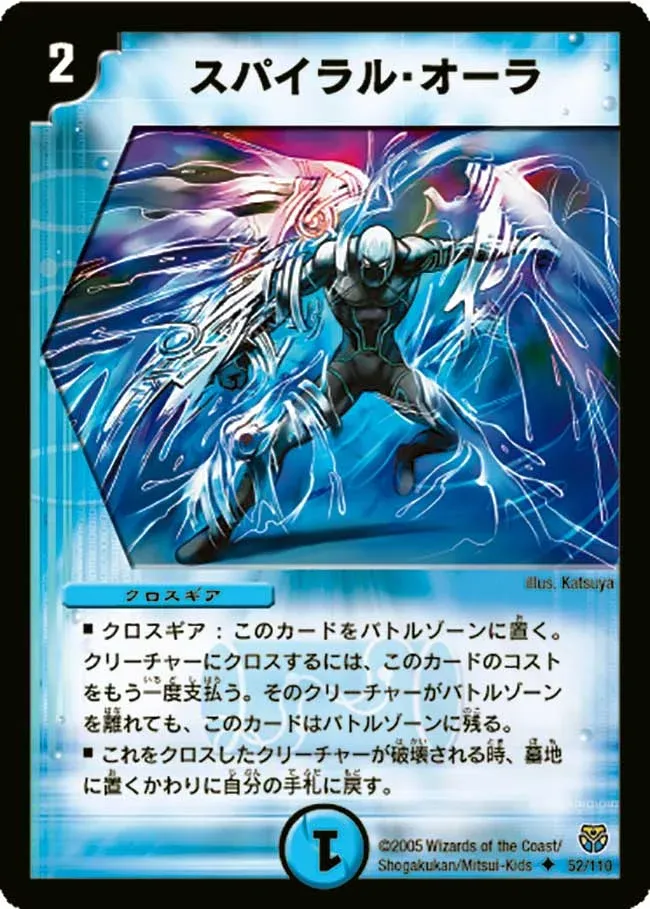 2
スパイラル・オーラ
illus. Katsuya
クロスギア
■ クロスギア：このカードをバトルゾーンに置く。
クリーチャーにクロスするには、このカードのコスト
をもう一度支払う。そのクリーチャーがバトルゾーン
を離れても、このカードはバトルゾーンに残る。
■ これをクロスしたクリーチャーが破壊される時、墓地
に置くかわりに自分の手札に戻す。
1
©2005 Wizards of the Coast/
Shogakukan/Mitsui-Kids ◆ 52/110